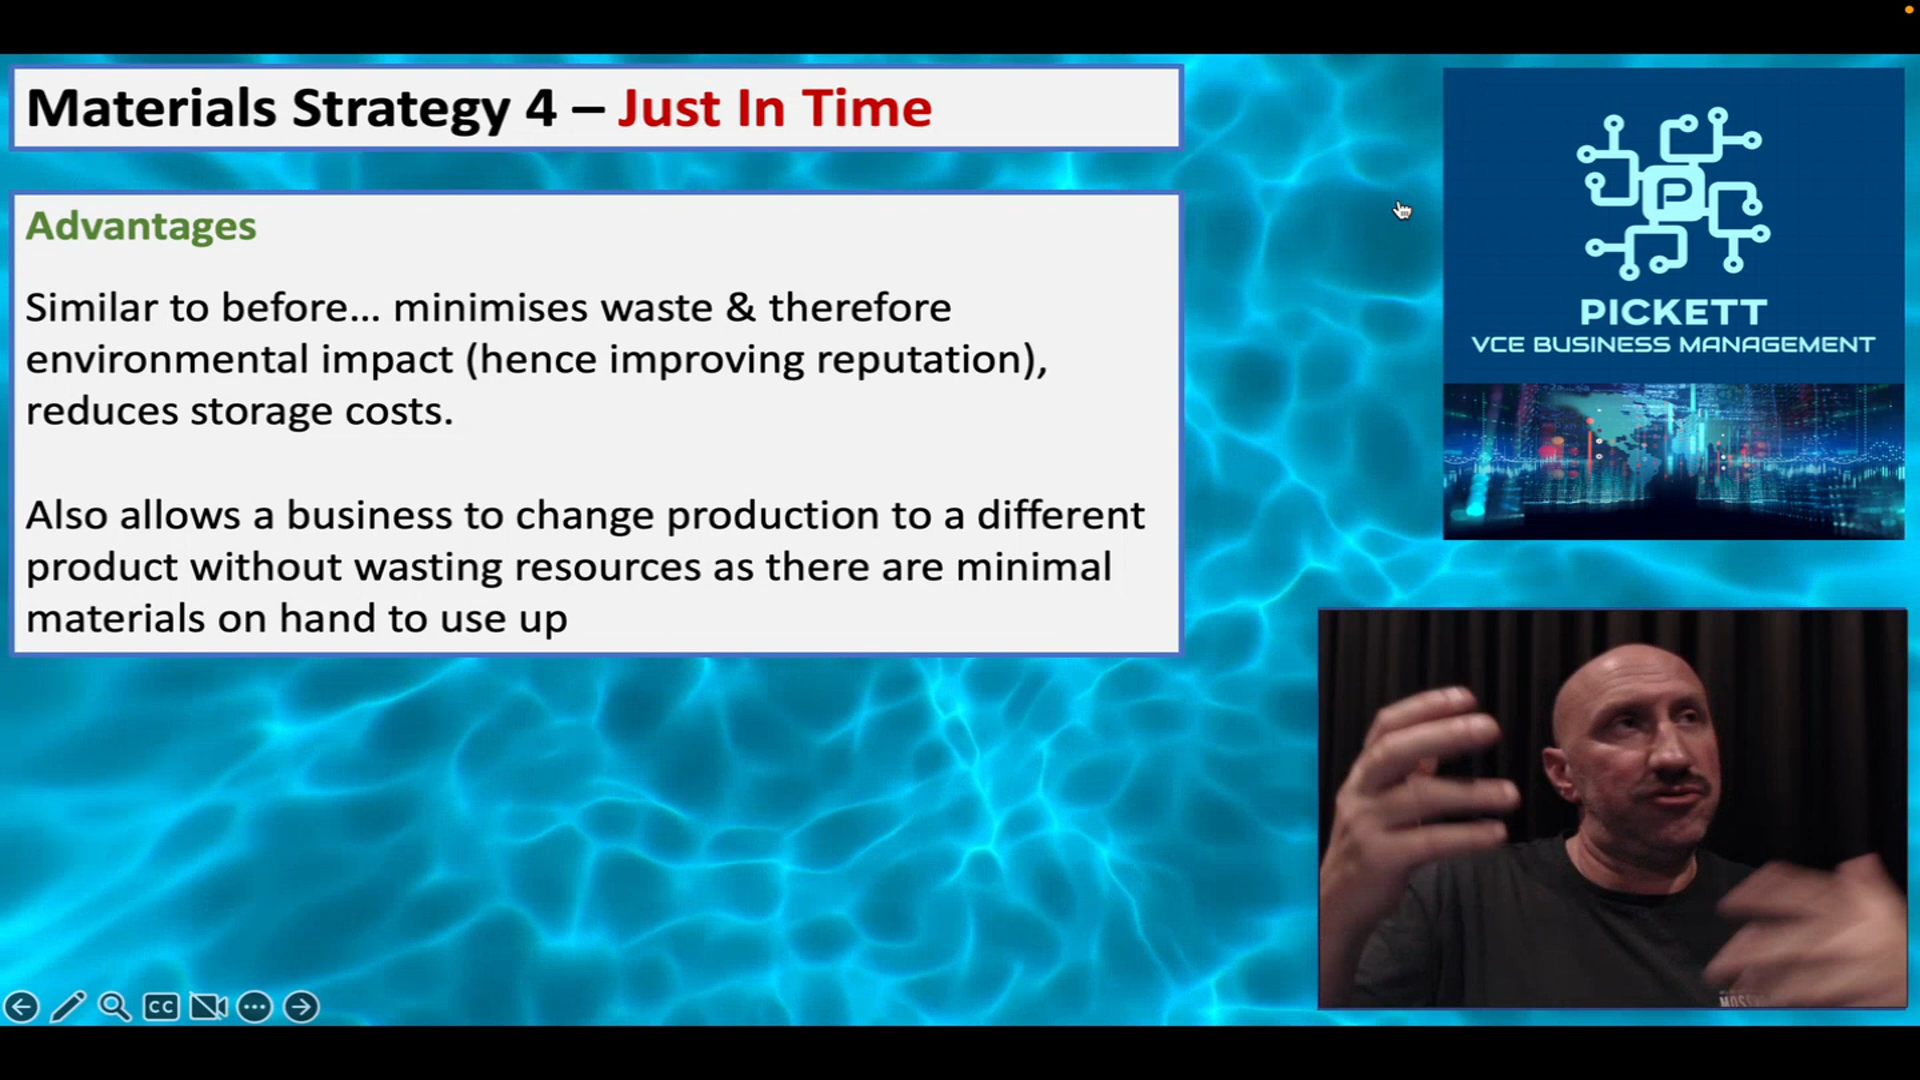 Materials Strategy 4 – Just In Time
Advantages
Similar to before... minimises waste & therefore
environmental impact (hence improving reputation),
reduces storage costs.
Also allows a business to change production to a different
product without wasting resources as there are minimal
materials on hand to use up
P
PICKETT
VCE BUSINESS MANAGEMENT
CC